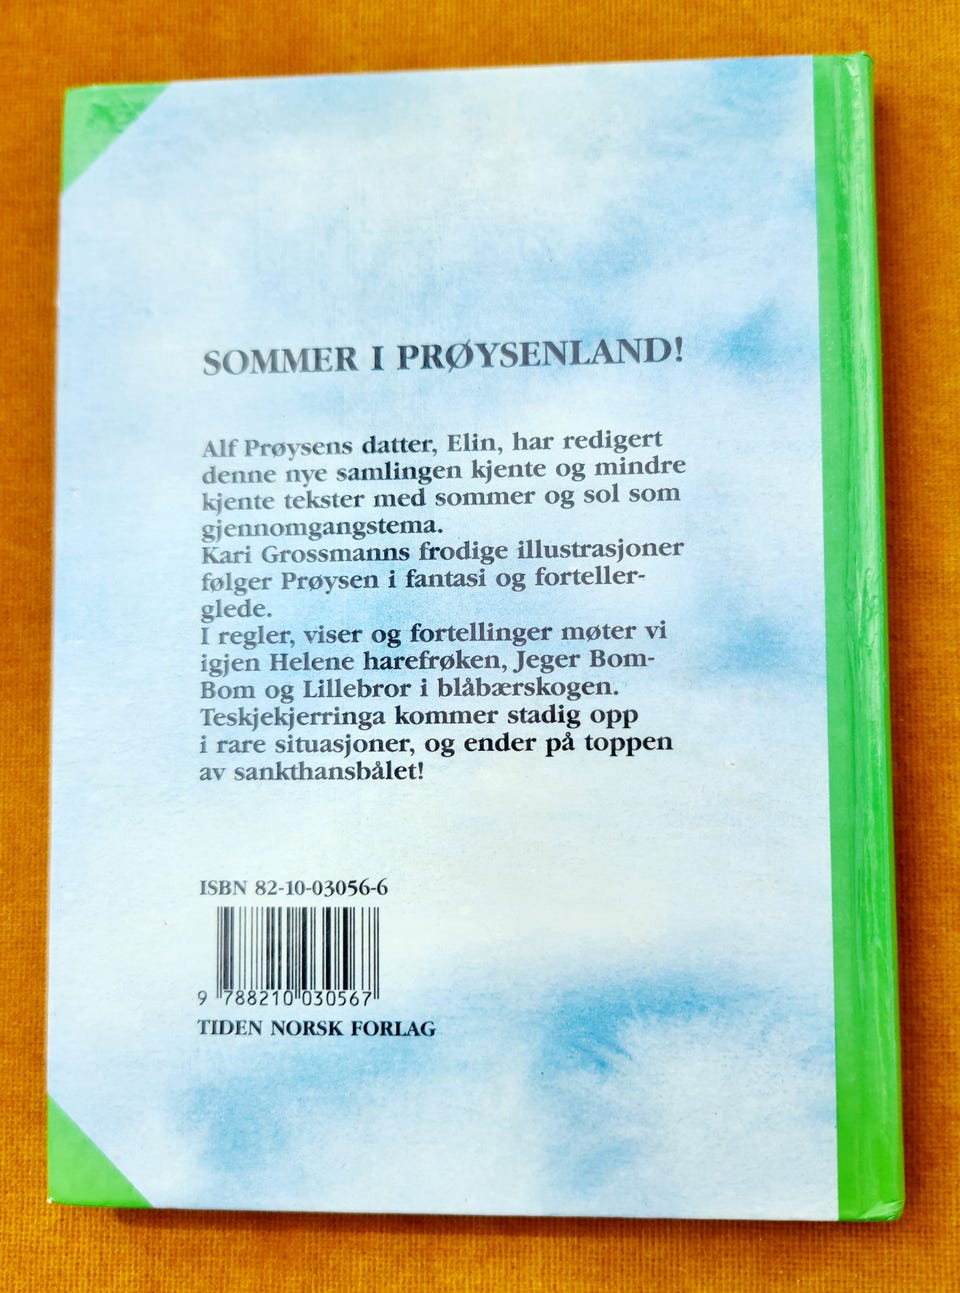 SOMMER I PRØYSENLAND!
Alf Prøysens datter, Elin, har redigert
denne nye samlingen kjente og mindre
kjente tekster med sommer og sol som
gjennomgangstema.
Kari Grossmanns frodige illustrasjoner
følger Prøysen i fantasi og forteller-
glede.
I regler, viser og fortellinger møter vi
igjen Helene harefrøken, Jeger Bom-
Bom og Lillebror i blåbærskogen.
Teskjekjerringa kommer stadig opp
i rare situasjoner, og ender på toppen
av sankthansbålet!
ISBN 82-10-03056-6
9 788210 030567
TIDEN NORSK FORLAG